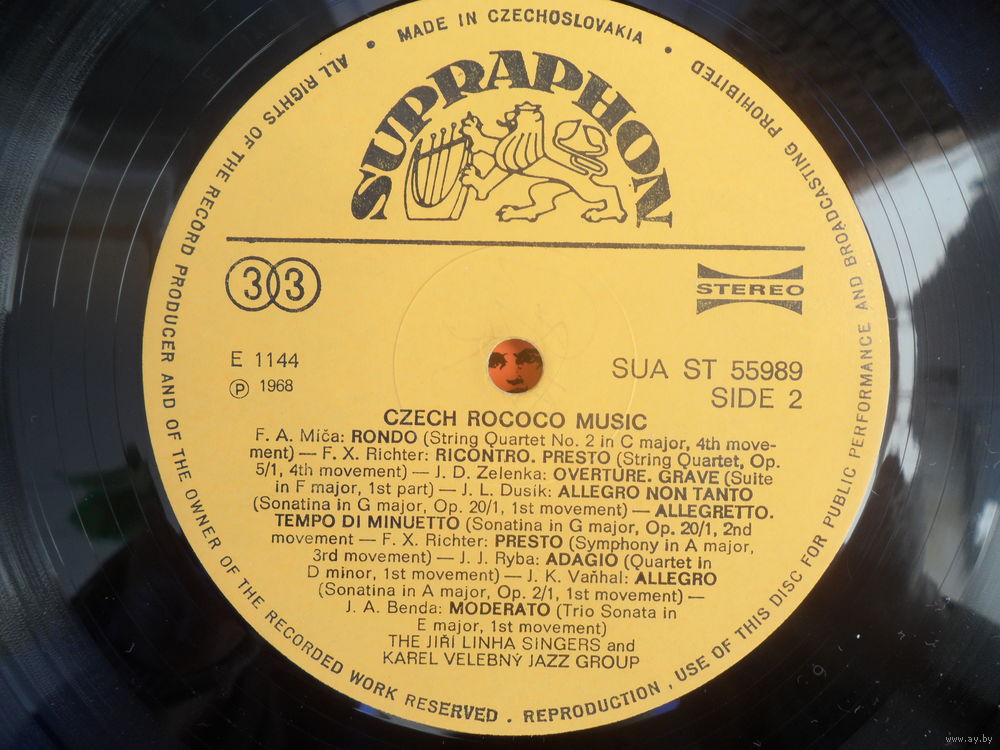 MADE IN CZECHOSLOVAKIA
ALL RIGHTS OF THE RECORD PRODUCER AND OF THE OWNER OF THE RECORDED WORK RESERVED . REPRODUCTION , USE OF THIS DISC FOR PUBLIC PERFORMANCE AND BROADCASTING PROHIBITED
SUPRAPHON
33
STEREO
E 1144
Ⓟ 1968
SUA ST 55989
SIDE 2
CZECH ROCOCO MUSIC
F. A. Míča: RONDO (String Quartet No. 2 in C major, 4th move-
ment) — F. X. Richter: RICONTRO. PRESTO (String Quartet, Op.
5/1, 4th movement) — J. D. Zelenka: OVERTURE. GRAVE (Suite
in F major, 1st part) — J. L. Dusík: ALLEGRO NON TANTO
(Sonatina in G major, Op. 20/1, 1st movement) — ALLEGRETTO.
TEMPO DI MINUETTO (Sonatina in G major, Op. 20/1, 2nd
movement — F. X. Richter: PRESTO (Symphony in A major,
3rd movement) — J. J. Ryba: ADAGIO (Quartet in
D minor, 1st movement) — J. K. Vaňhal: ALLEGRO
(Sonatina in A major, Op. 2/1, 1st movement) —
J. A. Benda: MODERATO (Trio Sonata in
E major, 1st movement)
THE JIŘÍ LINHA SINGERS and
KAREL VELEBNÝ JAZZ GROUP
www.ay.by